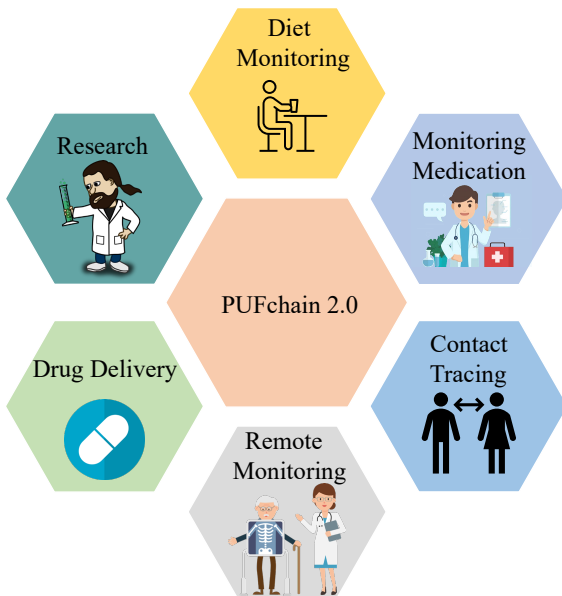 Diet
Monitoring
Research
Monitoring
Medication
PUFchain 2.0
Drug Delivery
Contact
Tracing
Remote
Monitoring